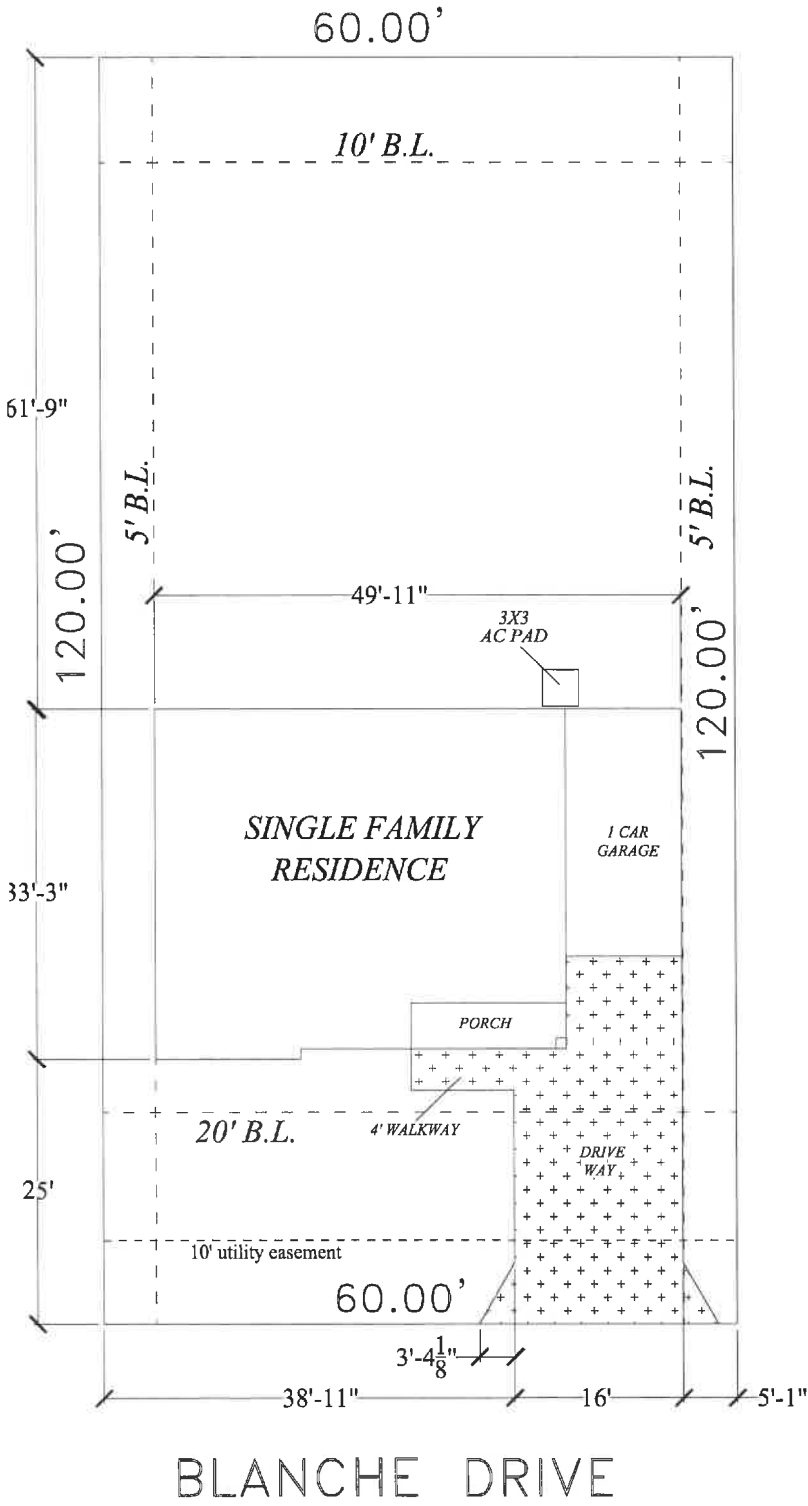 60.00'
10' B.L.
61'-9"
5' B.L.
5' B.L.
120.00'
49'-11"
3X3
AC PAD
120.00'
SINGLE FAMILY
RESIDENCE
1 CAR
GARAGE
33'-3"
PORCH
20' B.L.
4' WALKWAY
DRIVE
WAY
25'
10' utility easement
60.00'
3'-4 1/8"
38'-11"
16'
5'-1"
BLANCHE DRIVE